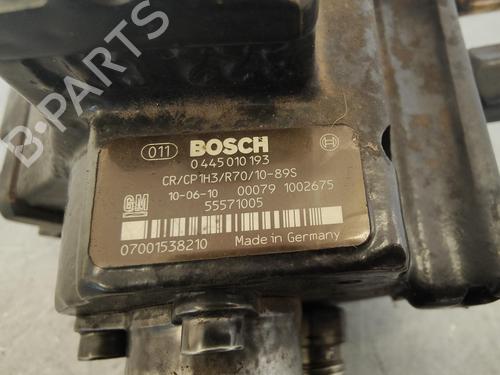 011 BOSCH
0 445 010 193
CR/CP1H3/R70/10-89S
10-06-10 00079 1002675
GM 55571005
07001538210 Made in Germany
B-PARTS